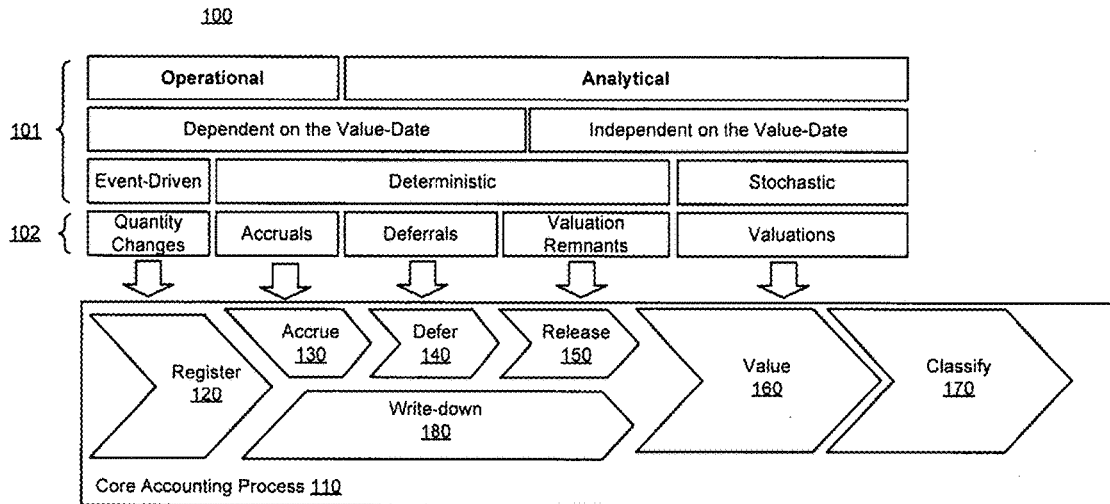 100
Operational
Analytical
101
Dependent on the Value-Date
Independent on the Value-Date
Event-Driven
Deterministic
Stochastic
102
Quantity
Changes
Accruals
Deferrals
Valuation
Remnants
Valuations
Register
120
Accrue
130
Defer
140
Release
150
Write-down
180
Value
160
Classify
170
Core Accounting Process 110